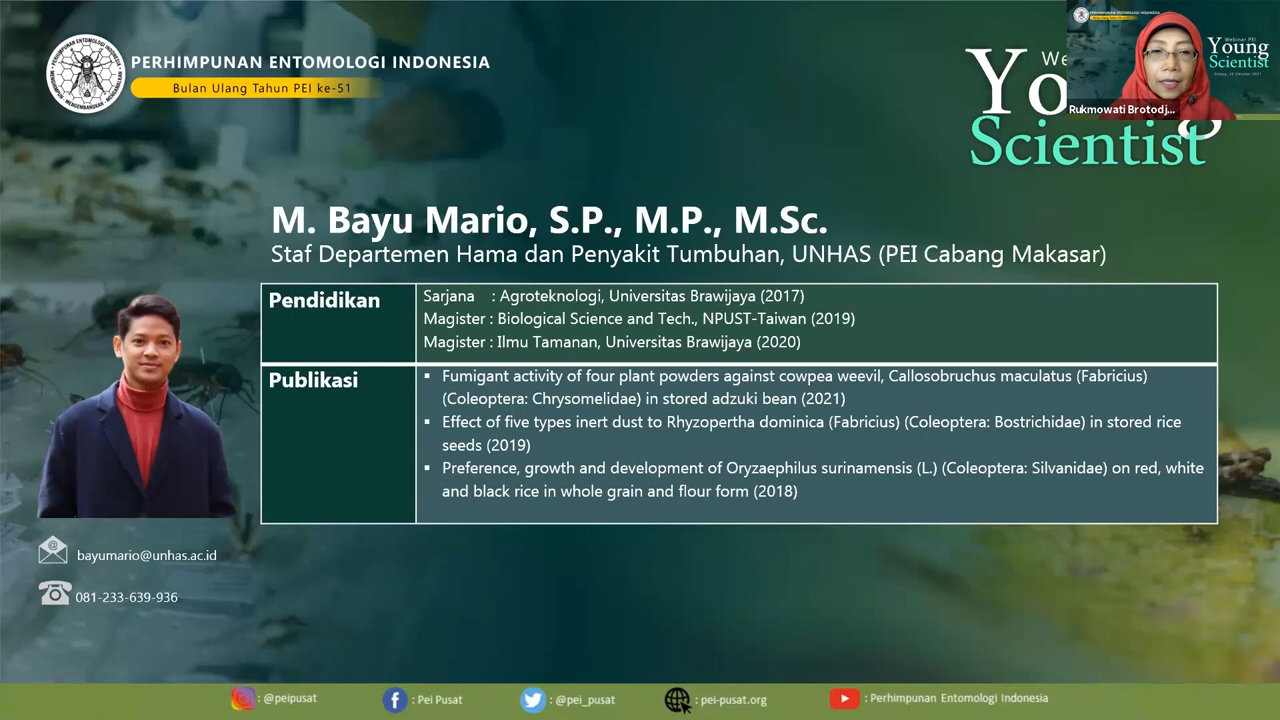 PERHIMPUNAN ENTOMOLOGI INDONESIA
Bulan Ulang Tahun PEI ke-51
We
Yo g
Scientist
Webinar PEI
Young
Scientist
Rukmowati Brotodj...
M. Bayu Mario, S.P., M.P., M.Sc.
Staf Departemen Hama dan Penyakit Tumbuhan, UNHAS (PEI Cabang Makasar)
Pendidikan
Sarjana : Agroteknologi, Universitas Brawijaya (2017)
Magister : Biological Science and Tech., NPUST-Taiwan (2019)
Magister : Ilmu Tamanan, Universitas Brawijaya (2020)
Publikasi
▪ Fumigant activity of four plant powders against cowpea weevil, Callosobruchus maculatus (Fabricius)
(Coleoptera: Chrysomelidae) in stored adzuki bean (2021)
▪ Effect of five types inert dust to Rhyzopertha dominica (Fabricius) (Coleoptera: Bostrichidae) in stored rice
seeds (2019)
▪ Preference, growth and development of Oryzaephilus surinamensis (L.) (Coleoptera: Silvanidae) on red, white
and black rice in whole grain and flour form (2018)
bayumario@unhas.ac.id
081-233-639-936
: @peipusat
: Pei Pusat
: @pei_pusat
: pei-pusat.org
: Perhimpunan Entomologi Indonesia